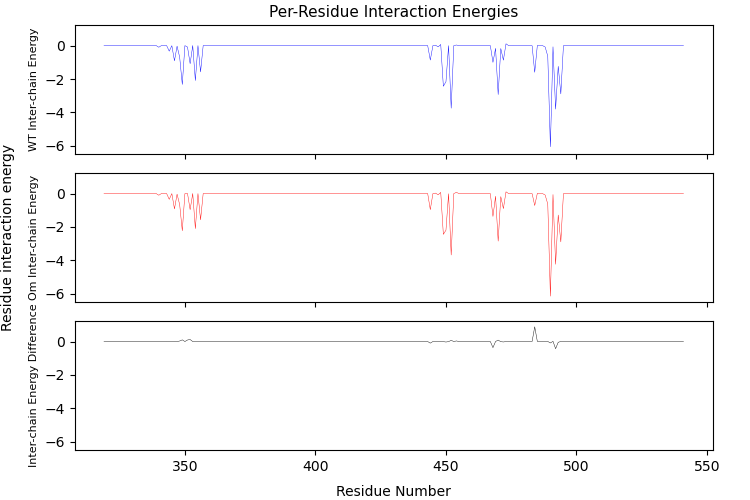 Per-Residue Interaction Energies
Residue interaction energy
WT Inter-chain Energy
0
−2
−4
−6
Om Inter-chain Energy
0
−2
−4
−6
Inter-chain Energy Difference
0
−2
−4
−6
350
400
450
500
550
Residue Number